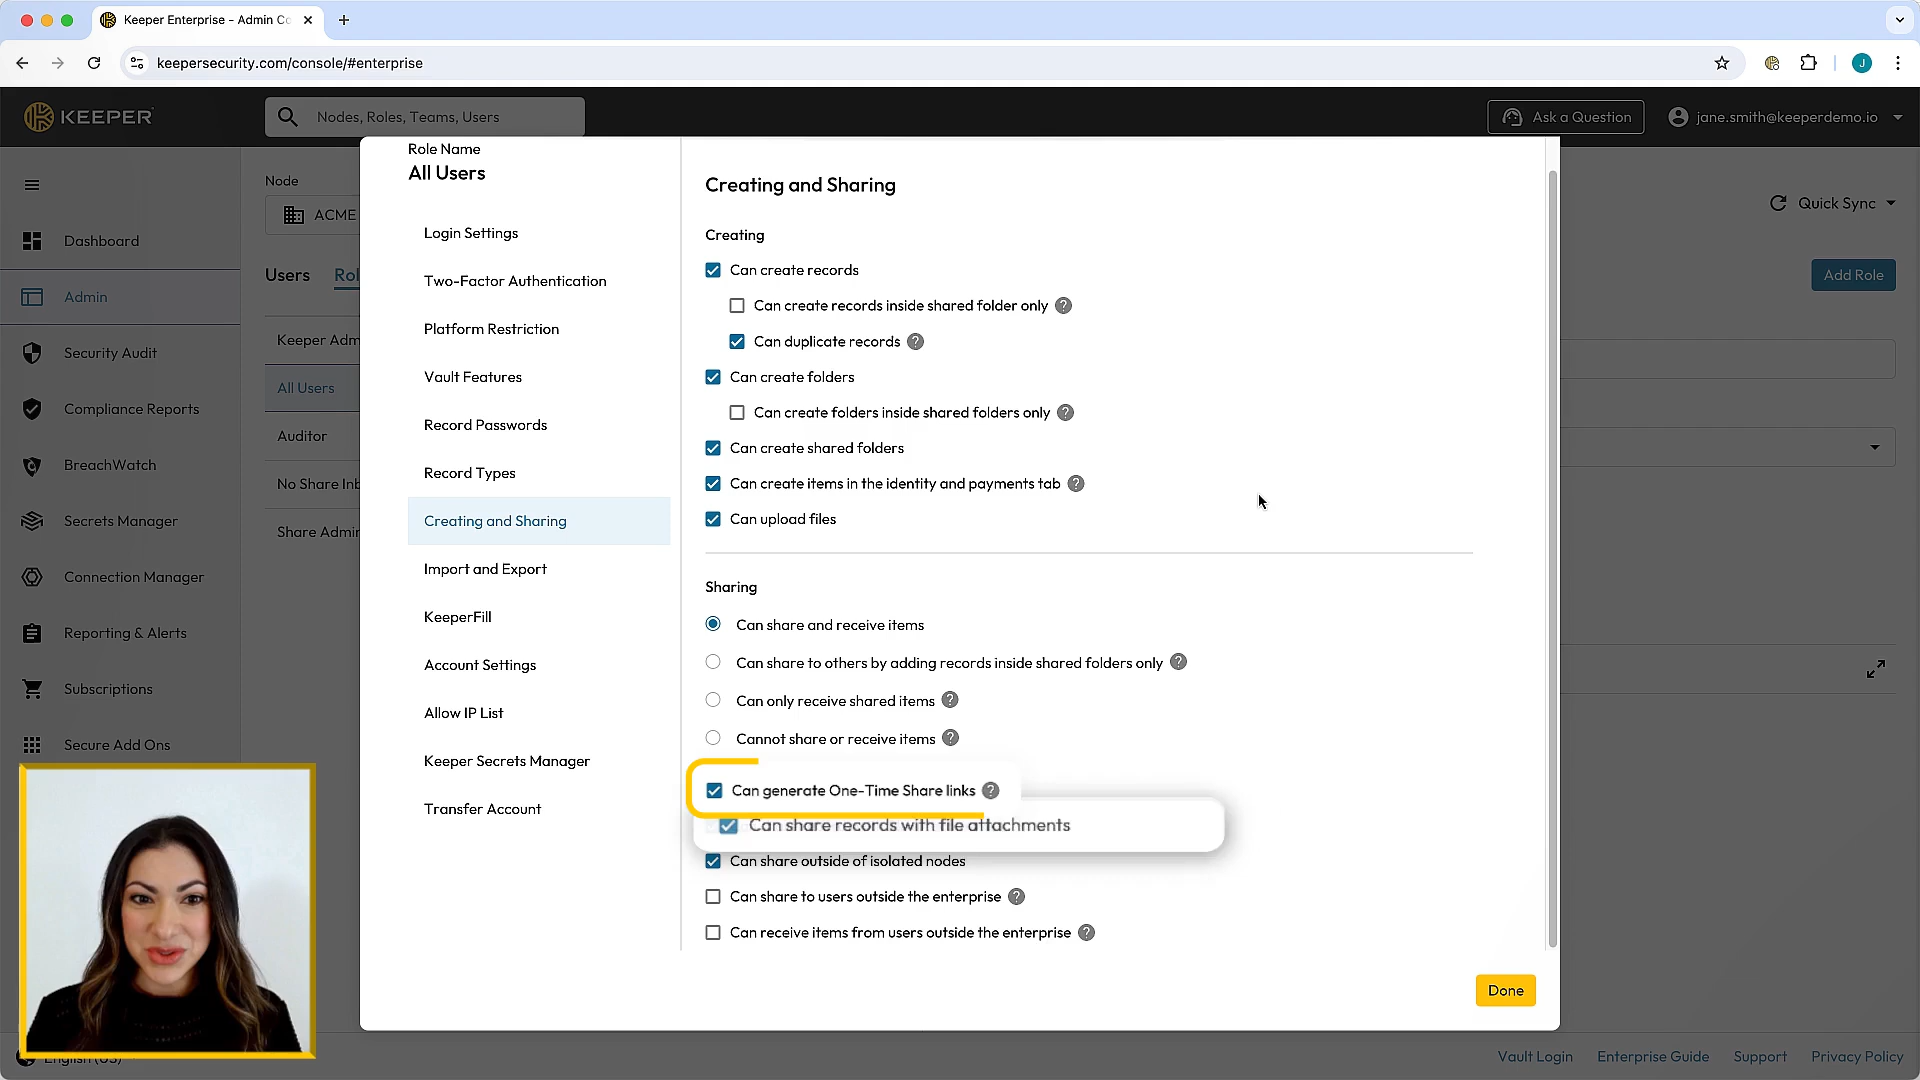 Keeper Enterprise - Admin Co
keepersecurity.com/console/#enterprise
J
KEEPER
Nodes, Roles, Teams, Users
Ask a Question
jane.smith@keeperdemo.io
Dashboard
Admin
Security Audit
Compliance Reports
BreachWatch
Secrets Manager
Connection Manager
Reporting & Alerts
Subscriptions
Secure Add Ons
English (US)
Node
ACME
Users
Rol
Keeper Adm
All Users
Auditor
No Share Inb
Share Admin
Quick Sync
Add Role
Role Name
All Users
Login Settings
Two-Factor Authentication
Platform Restriction
Vault Features
Record Passwords
Record Types
Creating and Sharing
Import and Export
KeeperFill
Account Settings
Allow IP List
Keeper Secrets Manager
Transfer Account
Creating and Sharing
Creating
Can create records
Can create records inside shared folder only ?
Can duplicate records ?
Can create folders
Can create folders inside shared folders only ?
Can create shared folders
Can create items in the identity and payments tab ?
Can upload files
Sharing
Can share and receive items
Can share to others by adding records inside shared folders only ?
Can only receive shared items ?
Cannot share or receive items ?
Can generate One-Time Share links ?
Can share records with file attachments
Can share outside of isolated nodes
Can share to users outside the enterprise ?
Can receive items from users outside the enterprise ?
Done
Vault Login
Enterprise Guide
Support
Privacy Policy